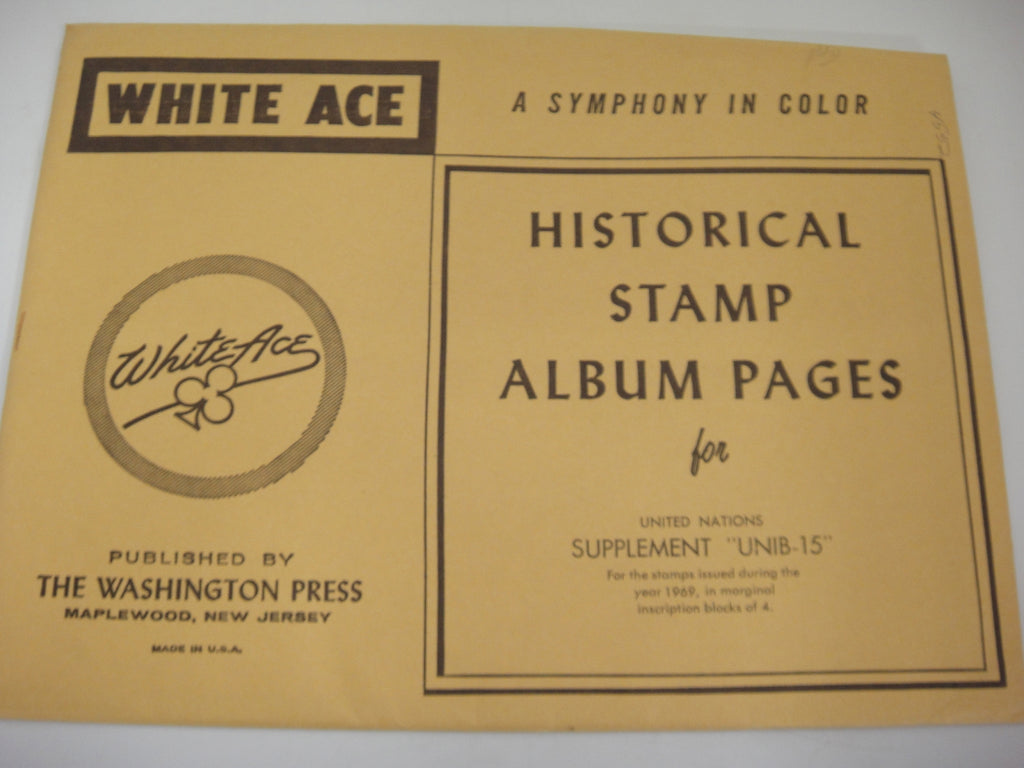 WHITE ACE
A SYMPHONY IN COLOR
HISTORICAL
STAMP
ALBUM PAGES
for
UNITED NATIONS
SUPPLEMENT "UNIB-15"
For the stamps issued during the
year 1969, in marginal
inscription blocks of 4.
White Ace
PUBLISHED BY
THE WASHINGTON PRESS
MAPLEWOOD, NEW JERSEY
MADE IN U.S.A.